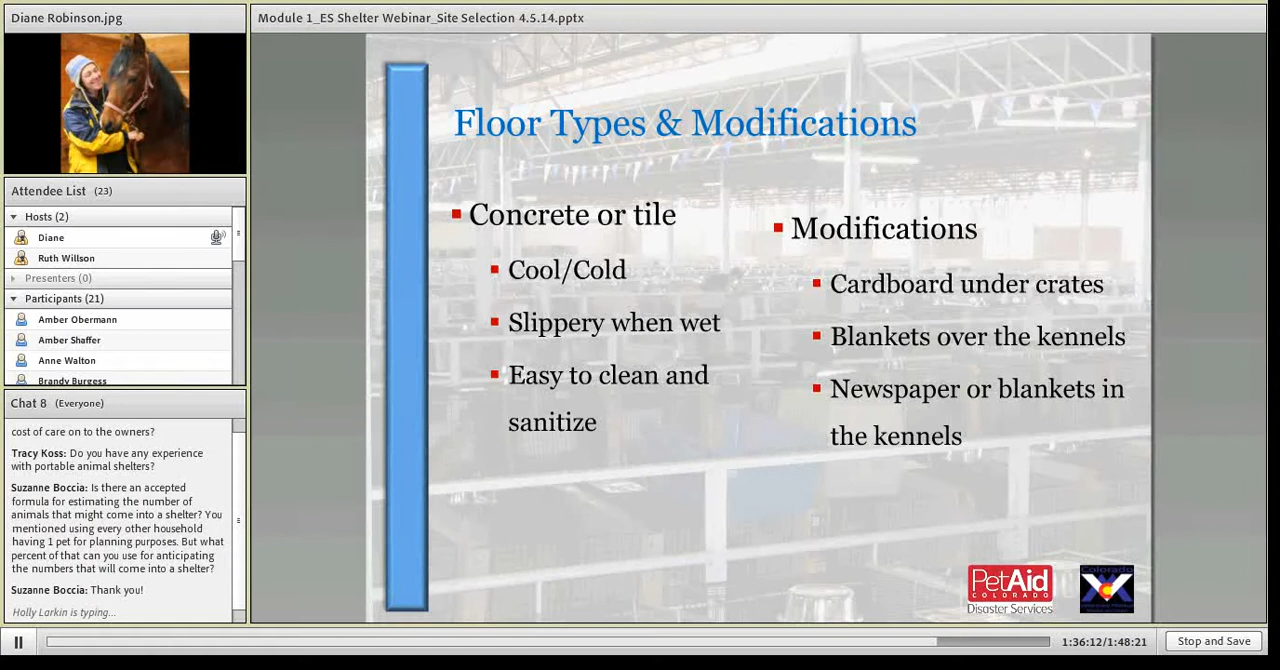 Diane Robinson.jpg
Module 1_ES Shelter Webinar_Site Selection 4.5.14.pptx
Attendee List (23)
Hosts (2)
Diane
Ruth Willson
Presenters (0)
Participants (21)
Amber Obermann
Amber Shaffer
Anne Walton
Brandy Burgess
Chat 8 (Everyone)
cost of care on to the owners?
Tracy Koss: Do you have any experience
with portable animal shelters?
Suzanne Boccia: Is there an accepted
formula for estimating the number of
animals that might come into a shelter? You
mentioned using every other household
having 1 pet for planning purposes. But what
percent of that can you use for anticipating
the numbers that will come into a shelter?
Suzanne Boccia: Thank you!
Holly Larkin is typing...
Floor Types & Modifications
Concrete or tile
Cool/Cold
Slippery when wet
Easy to clean and
sanitize
Modifications
Cardboard under crates
Blankets over the kennels
Newspaper or blankets in
the kennels
PetAid
COLORADO
Disaster Services
Colorado
1:36:12/1:48:21
Stop and Save